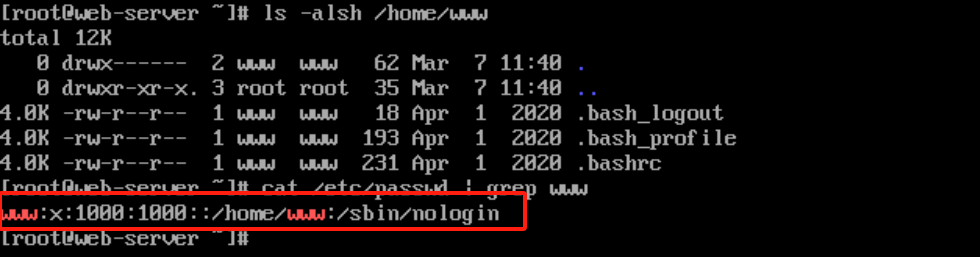 [root@web-server ~]# ls -alsh /home/www
total 12K
   0 drwx------  2 www  www   62 Mar  7 11:40 .
   0 drwxr-xr-x. 3 root root  35 Mar  7 11:40 ..
4.0K -rw-r--r--  1 www  www   18 Apr  1  2020 .bash_logout
4.0K -rw-r--r--  1 www  www  193 Apr  1  2020 .bash_profile
4.0K -rw-r--r--  1 www  www  231 Apr  1  2020 .bashrc
[root@web-server ~]# cat /etc/passwd | grep www
www:x:1000:1000::/home/www:/sbin/nologin
[root@web-server ~]#